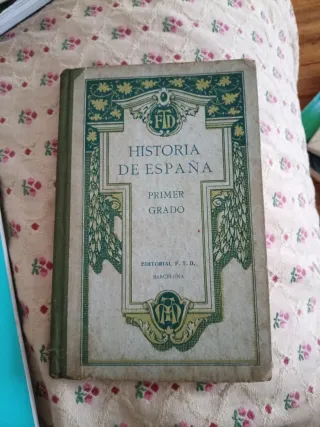 FTD
HISTORIA
DE ESPAÑA
PRIMER
GRADO
EDITORIAL F. T. D.
BARCELONA